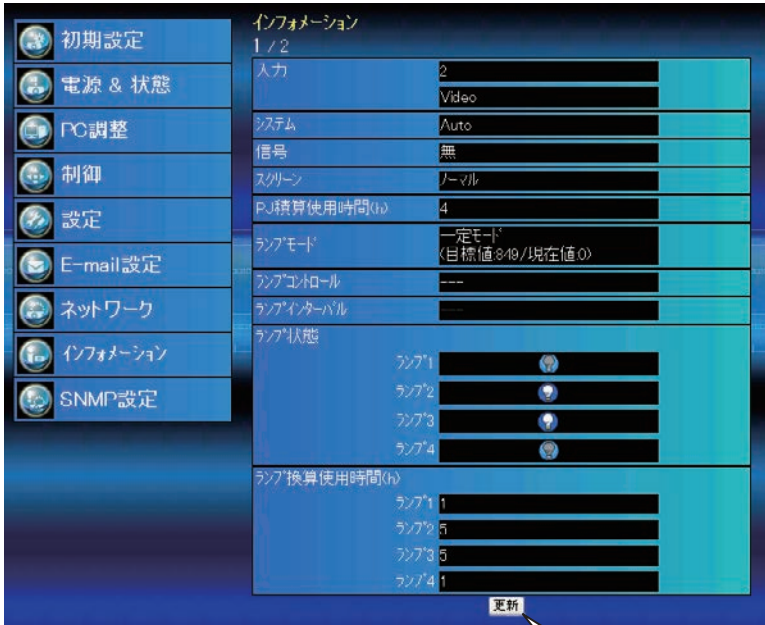 初期設定
電源 & 状態
PC調整
制御
設定
E-mail設定
ネットワーク
インフォメーション
SNMP設定
インフォメーション
1 / 2
入力 2
Video
システム Auto
信号 無
スクリーン ノーマル
PJ積算使用時間(h) 4
ランプモード 一定モード
(目標値:849/現在値:0)
ランプコントロール ---
ランプインターバル ---
ランプ状態
ランプ1
ランプ2
ランプ3
ランプ4
ランプ換算使用時間(h)
ランプ1 1
ランプ2 5
ランプ3 5
ランプ4 1
更新